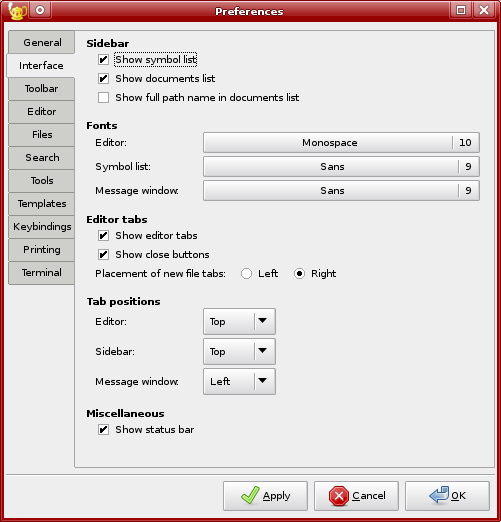 Preferences
General
Interface
Toolbar
Editor
Files
Search
Tools
Templates
Keybindings
Printing
Terminal
Sidebar
Show symbol list
Show documents list
Show full path name in documents list
Fonts
Editor: Monospace 10
Symbol list: Sans 9
Message window: Sans 9
Editor tabs
Show editor tabs
Show close buttons
Placement of new file tabs: Left Right
Tab positions
Editor: Top
Sidebar: Top
Message window: Left
Miscellaneous
Show status bar
Apply Cancel OK